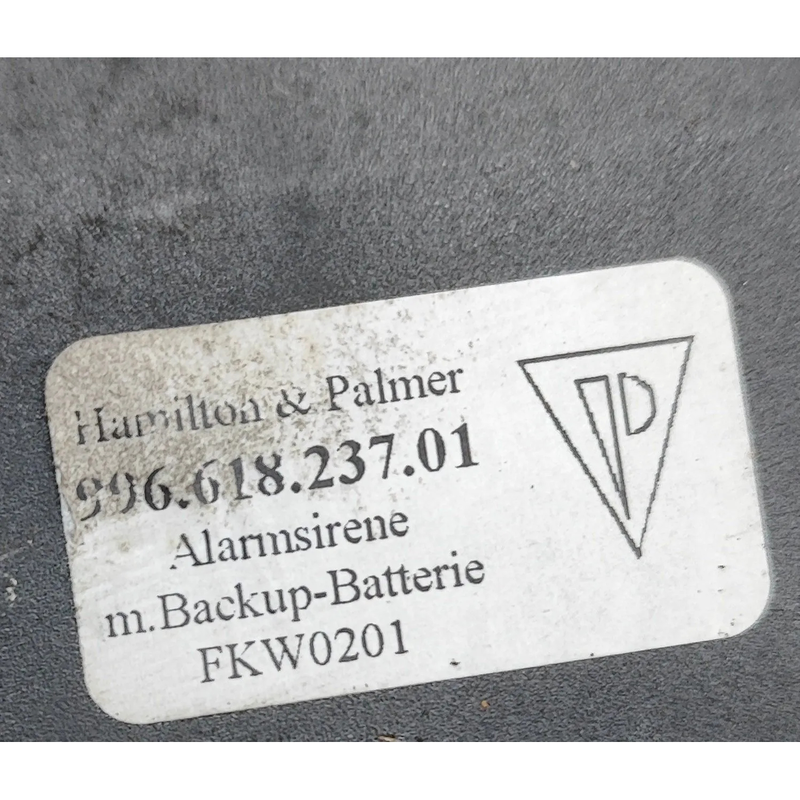 Hamilton & Palmer
996.618.237.01
Alarmsirene
m.Backup-Batterie
FKW0201